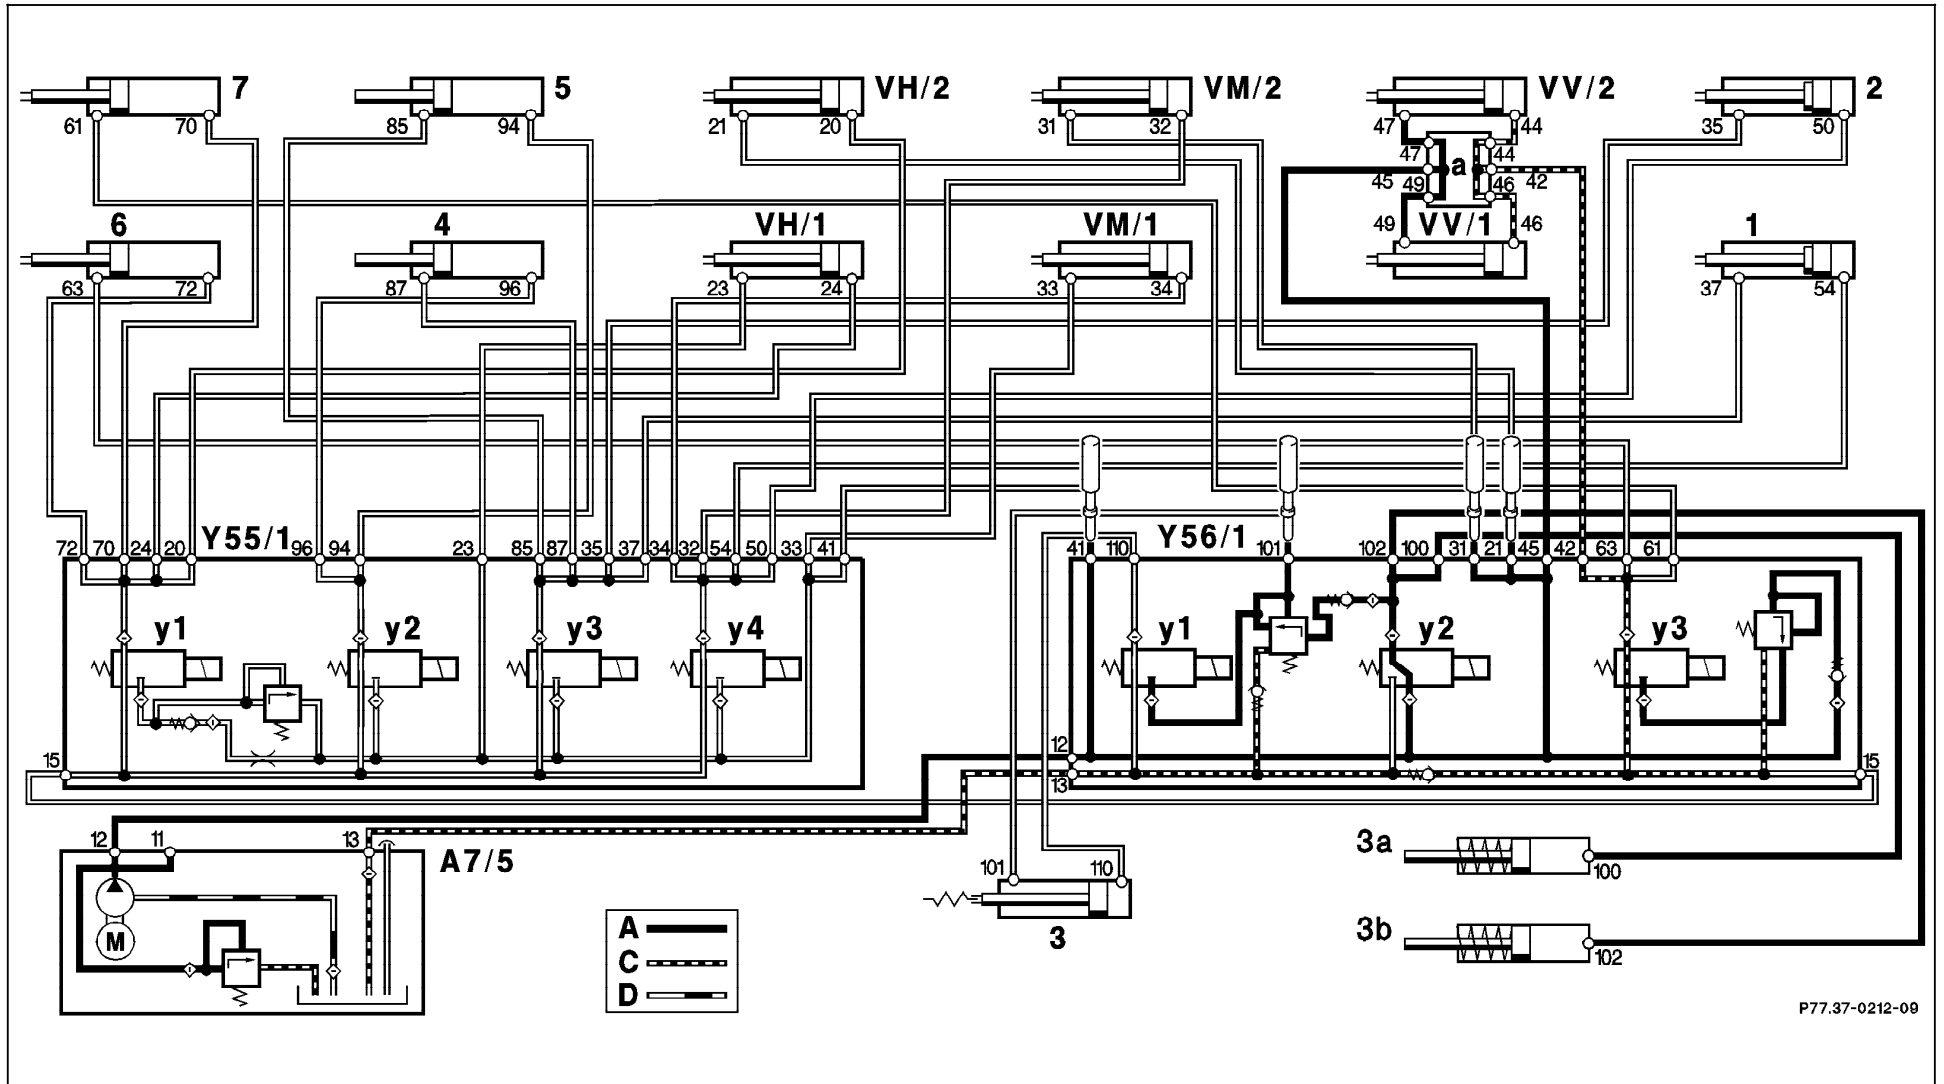 7 5 VH/2 VM/2 VV/2 2
61 70 85 94 21 20 31 32 47 44 35 50
47 a 44
45 49 46 42
6 4 VH/1 VM/1 49 VV/1 46 1
63 72 87 96 23 24 33 34 37 54
Y55/1 Y56/1
72 70 24 20 96 94 23 85 87 35 37 34 32 54 50 33 41 41 110 101 102 100 31 21 45 42 63 61
y1 y2 y3 y4 y1 y2 y3
15 12 13 15
12 11 13 A7/5
M
101 110
3
3a 100
3b 102
A
C
D
P77.37-0212-09